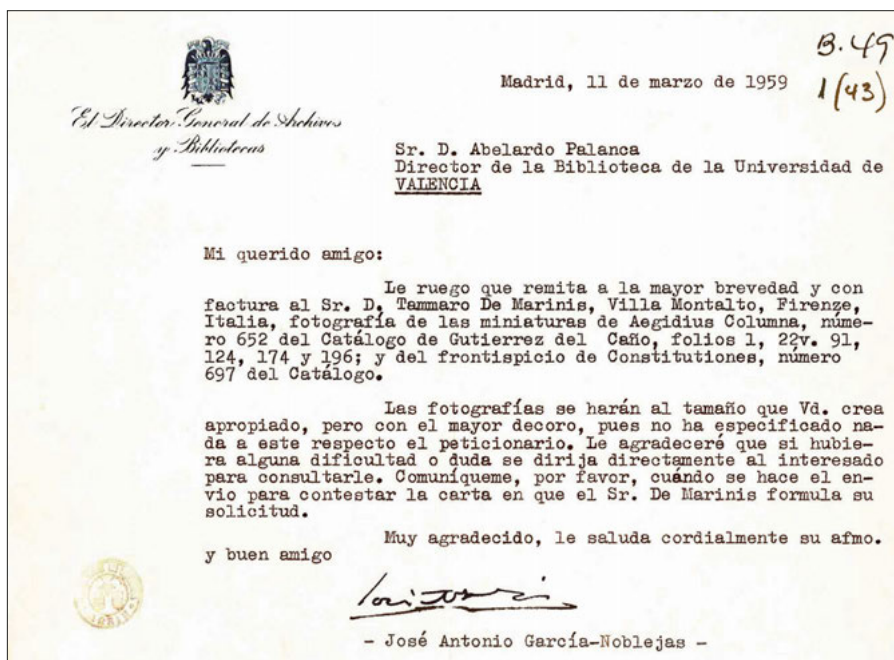 B.49
1(43)
Madrid, 11 de marzo de 1959
El Director General de Archivos
y Bibliotecas
Sr. D. Abelardo Palanca
Director de la Biblioteca de la Universidad de
VALENCIA
Mi querido amigo:
Le ruego que remita a la mayor brevedad y con
factura al Sr. D. Tammaro De Marinis, Villa Montalto, Firenze,
Italia, fotografía de las miniaturas de Aegidius Columna, núme-
ro 652 del Catálogo de Gutierrez del Caño, folios 1, 22v. 91,
124, 174 y 196; y del frontispicio de Constitutiones, número
697 del Catálogo.
Las fotografías se harán al tamaño que Vd. crea
apropiado, pero con el mayor decoro, pues no ha especificado na-
da a este respecto el peticionario. Le agradeceré que si hubie-
ra alguna dificultad o duda se dirija directamente al interesado
para consultarle. Comuníqueme, por favor, cuándo se hace el en-
vio para contestar la carta en que el Sr. De Marinis formula su
solicitud.
Muy agradecido, le saluda cordialmente su afmo.
y buen amigo
- José Antonio García-Noblejas -